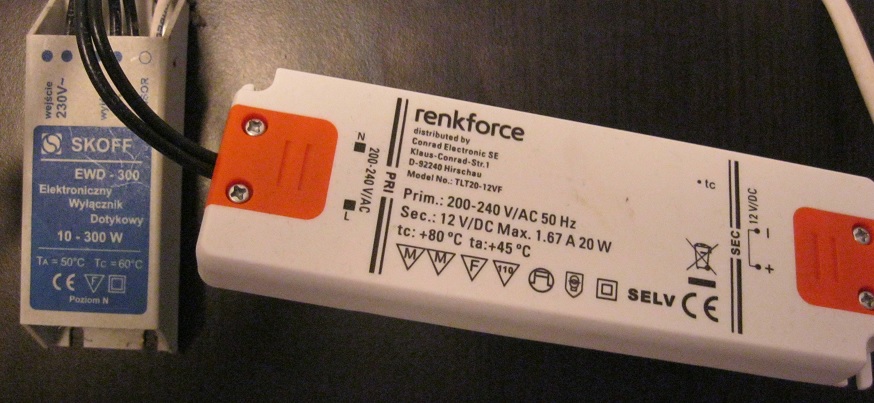 wejście
230V~
SKOFF
EWD - 300
Elektroniczny
Wyłącznik
Dotykowy
10 - 300 W
TA = 50°C TC = 60°C
CE F
Poziom N
N
200-240 V/AC
L
PRI
renkforce
distributed by
Conrad Electronic SE
Klaus-Conrad-Str.1
D-92240 Hirschau
Model No.: TLT20-12VF
Prim.: 200-240 V/AC 50 Hz
Sec.: 12 V/DC Max. 1.67 A 20 W
tc: +80 °C ta:+45 °C
M M F 110 SELV CE
tc
SEC
12 V/DC
-
+